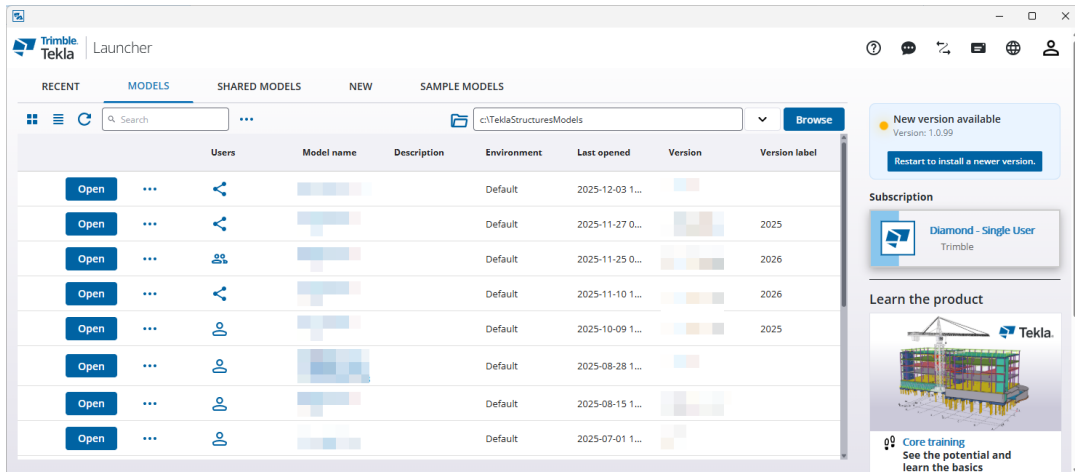 Trimble.
Tekla
Launcher
RECENT MODELS SHARED MODELS NEW SAMPLE MODELS
Search c:\TeklaStructuresModels Browse
Users Model name Description Environment Last opened Version Version label
Open Default 2025-12-03 1...
Open Default 2025-11-27 0... 2025
Open Default 2025-11-25 0... 2026
Open Default 2025-11-10 1... 2026
Open Default 2025-10-09 1... 2025
Open Default 2025-08-28 1...
Open Default 2025-08-15 1...
Open Default 2025-07-01 1...
New version available
Version: 1.0.99
Restart to install a newer version.
Subscription
Diamond - Single User
Trimble
Learn the product
Tekla.
Core training
See the potential and
learn the basics